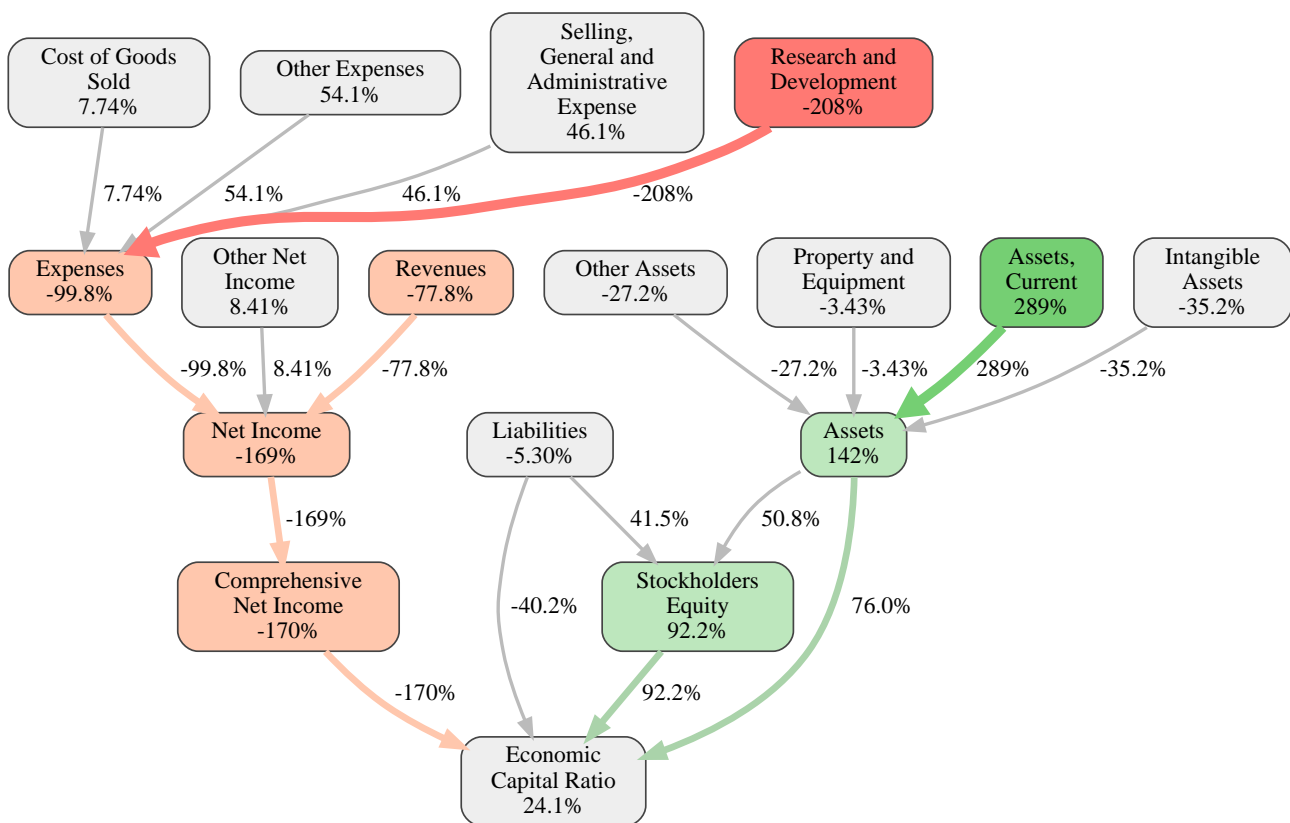 Cost of Goods
Sold
7.74%
Other Expenses
54.1%
Selling,
General and
Administrative
Expense
46.1%
Research and
Development
-208%
7.74%
54.1%
46.1%
-208%
Expenses
-99.8%
Other Net
Income
8.41%
Revenues
-77.8%
Other Assets
-27.2%
Property and
Equipment
-3.43%
Assets,
Current
289%
Intangible
Assets
-35.2%
-99.8%
8.41%
-77.8%
-27.2%
-3.43%
289%
-35.2%
Net Income
-169%
Liabilities
-5.30%
Assets
142%
-169%
41.5%
50.8%
Comprehensive
Net Income
-170%
-40.2%
Stockholders
Equity
92.2%
76.0%
-170%
92.2%
Economic
Capital Ratio
24.1%